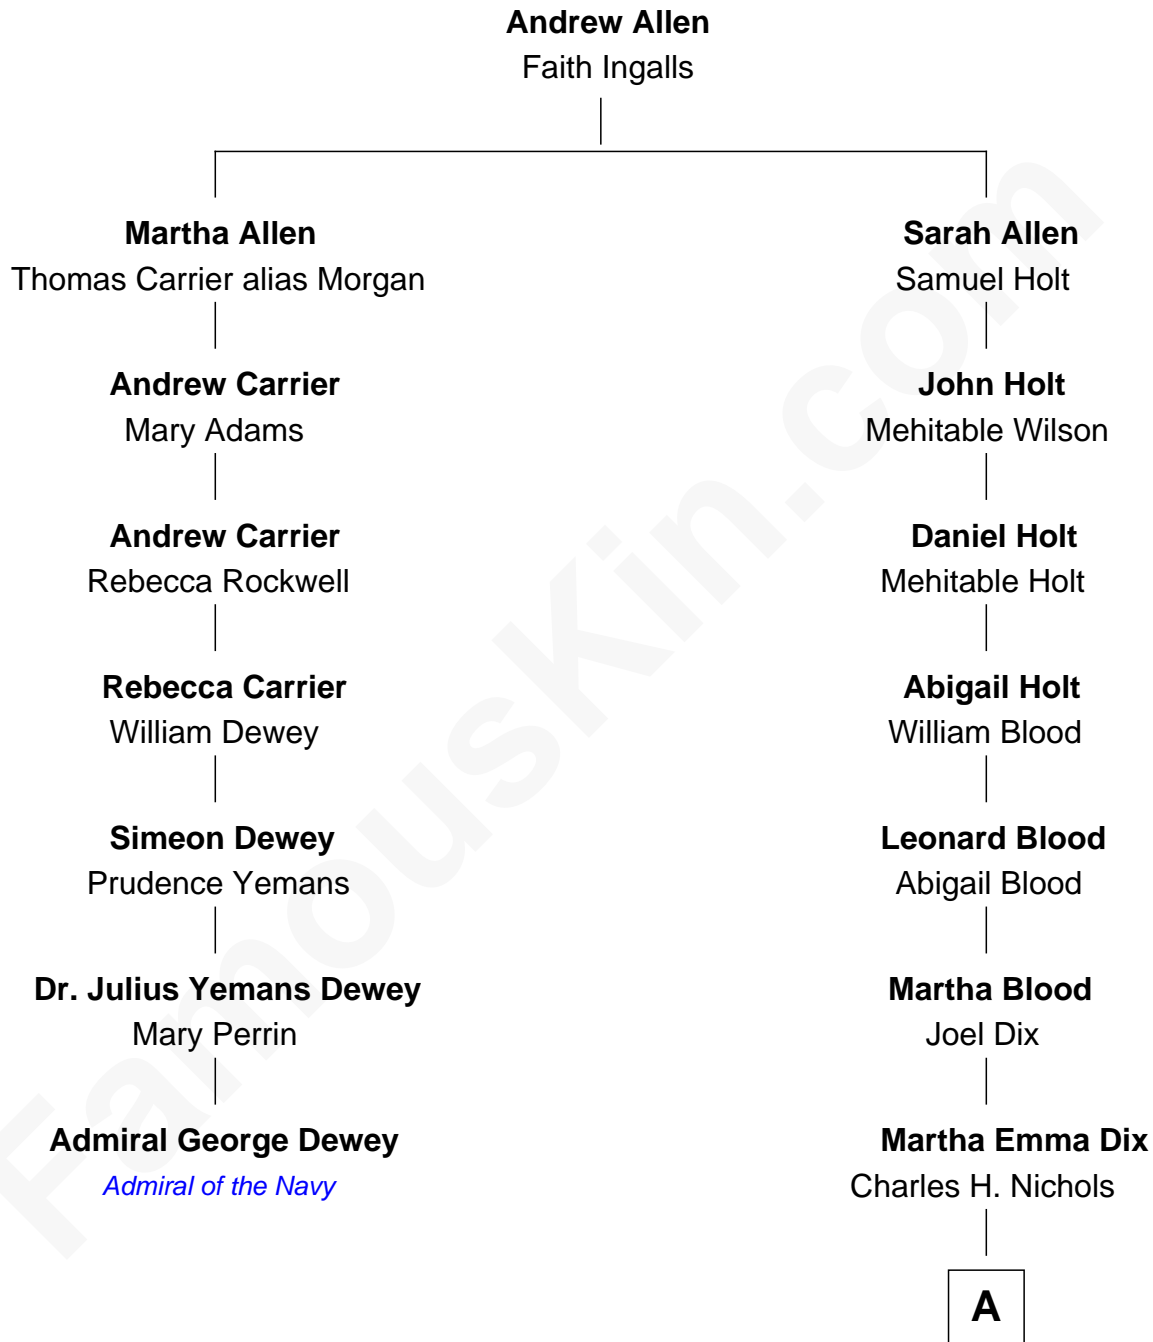 Andrew Allen
Faith Ingalls
Martha Allen
Thomas Carrier alias Morgan
Andrew Carrier
Mary Adams
Andrew Carrier
Rebecca Rockwell
Rebecca Carrier
William Dewey
Simeon Dewey
Prudence Yemans
Dr. Julius Yemans Dewey
Mary Perrin
Admiral George Dewey
Admiral of the Navy
Sarah Allen
Samuel Holt
John Holt
Mehitable Wilson
Daniel Holt
Mehitable Holt
Abigail Holt
William Blood
Leonard Blood
Abigail Blood
Martha Blood
Joel Dix
Martha Emma Dix
Charles H. Nichols
A
FamousKin.com